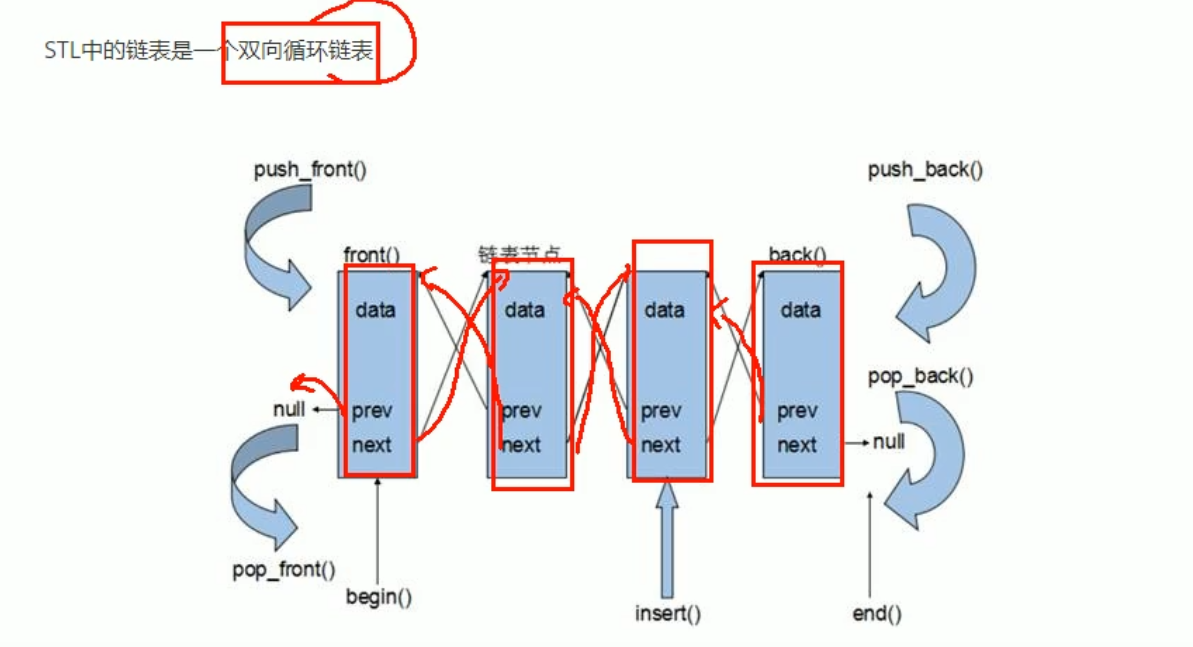 STL中的链表是一个双向循环链表
push_front()
push_back()
front()
链表节点
back()
data
data
data
data
pop_back()
null
prev
prev
prev
prev
next
next
next
next
null
pop_front()
begin()
insert()
end()